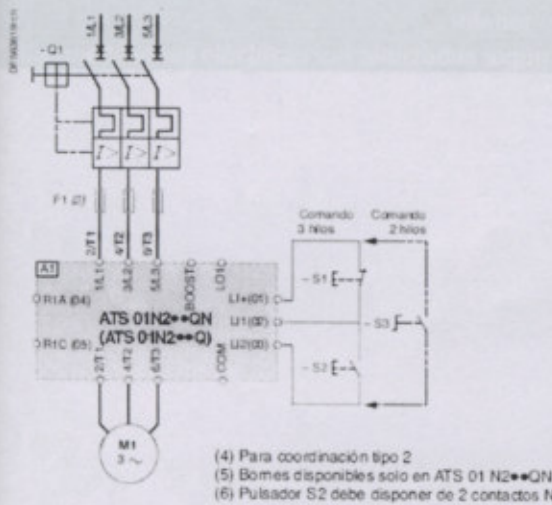 1/L1 3/L2 5/L3
- Q1
F1 (2)
2/T1 4/T2 6/T3
A1
1/L1 3/L2 5/L3 BOOST LO1
R1A (04)
R1C (05)
ATS 01N2●●QN
(ATS 01N2●●Q)
LI+(01)
LI1(02)
LI2(03)
2/T1 4/T2 6/T3 COM
M1
3 ~
Comando
3 hilos
Comando
2 hilos
- S1
- S3
- S2
(4) Para coordinación tipo 2
(5) Bornes disponibles solo en ATS 01 N2●●QN
(6) Pulsador S2 debe disponer de 2 contactos N